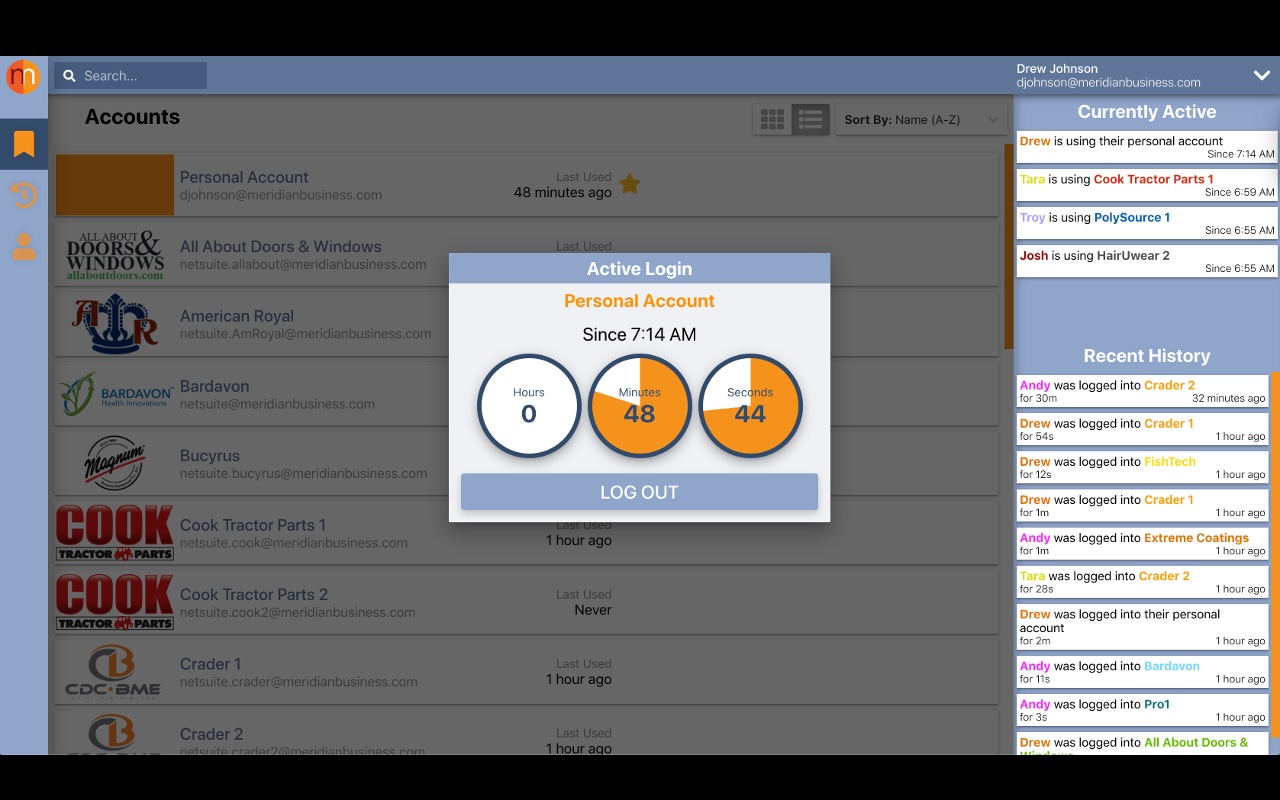 m
Search...
Drew Johnson
djohnson@meridianbusiness.com
Accounts
Sort By: Name (A-Z)
Personal Account
djohnson@meridianbusiness.com
Last Used
48 minutes ago
ALL ABOUT
DOORS&
WINDOWS
allaboutdoors.com
All About Doors & Windows
netsuite.allabout@meridianbusiness.com
Last Used
AR
American Royal
netsuite.AmRoyal@meridianbusiness.com
BARDAVON
Health Innovations
Bardavon
netsuite@meridianbusiness.com
Magnum
Bucyrus
netsuite.bucyrus@meridianbusiness.com
COOK
TRACTOR PARTS
Cook Tractor Parts 1
netsuite.cook@meridianbusiness.com
Last Used
1 hour ago
COOK
TRACTOR PARTS
Cook Tractor Parts 2
netsuite.cook2@meridianbusiness.com
Last Used
Never
CDC•BME
Crader 1
netsuite.crader@meridianbusiness.com
Last Used
1 hour ago
CDC•BME
Crader 2
netsuite.crader2@meridianbusiness.com
Last Used
1 hour ago
Active Login
Personal Account
Since 7:14 AM
Hours
0
Minutes
48
Seconds
44
LOG OUT
Currently Active
Drew is using their personal account
Since 7:14 AM
Tara is using Cook Tractor Parts 1
Since 6:59 AM
Troy is using PolySource 1
Since 6:55 AM
Josh is using HairUwear 2
Since 6:55 AM
Recent History
Andy was logged into Crader 2
for 30m 32 minutes ago
Drew was logged into Crader 1
for 54s 1 hour ago
Drew was logged into FishTech
for 12s 1 hour ago
Drew was logged into Crader 1
for 1m 1 hour ago
Andy was logged into Extreme Coatings
for 1m 1 hour ago
Tara was logged into Crader 2
for 28s 1 hour ago
Drew was logged into their personal
account
for 2m 1 hour ago
Andy was logged into Bardavon
for 11s 1 hour ago
Andy was logged into Pro1
for 3s 1 hour ago
Drew was logged into All About Doors &
Windows